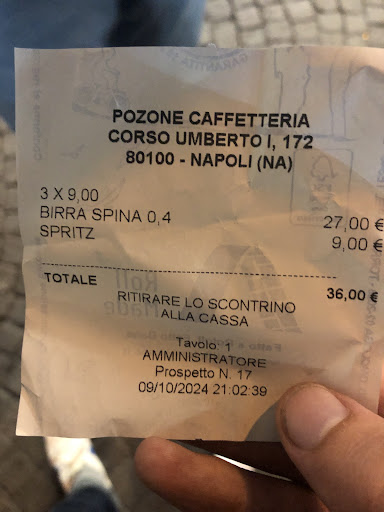 POZONE CAFFETTERIA
CORSO UMBERTO I, 172
80100 - NAPOLI (NA)
3 X 9,00
BIRRA SPINA 0,4 27,00 €
SPRITZ 9,00 €
TOTALE 36,00 €
RITIRARE LO SCONTRINO
ALLA CASSA
Tavolo: 1
AMMINISTRATORE
Prospetto N. 17
09/10/2024 21:02:39